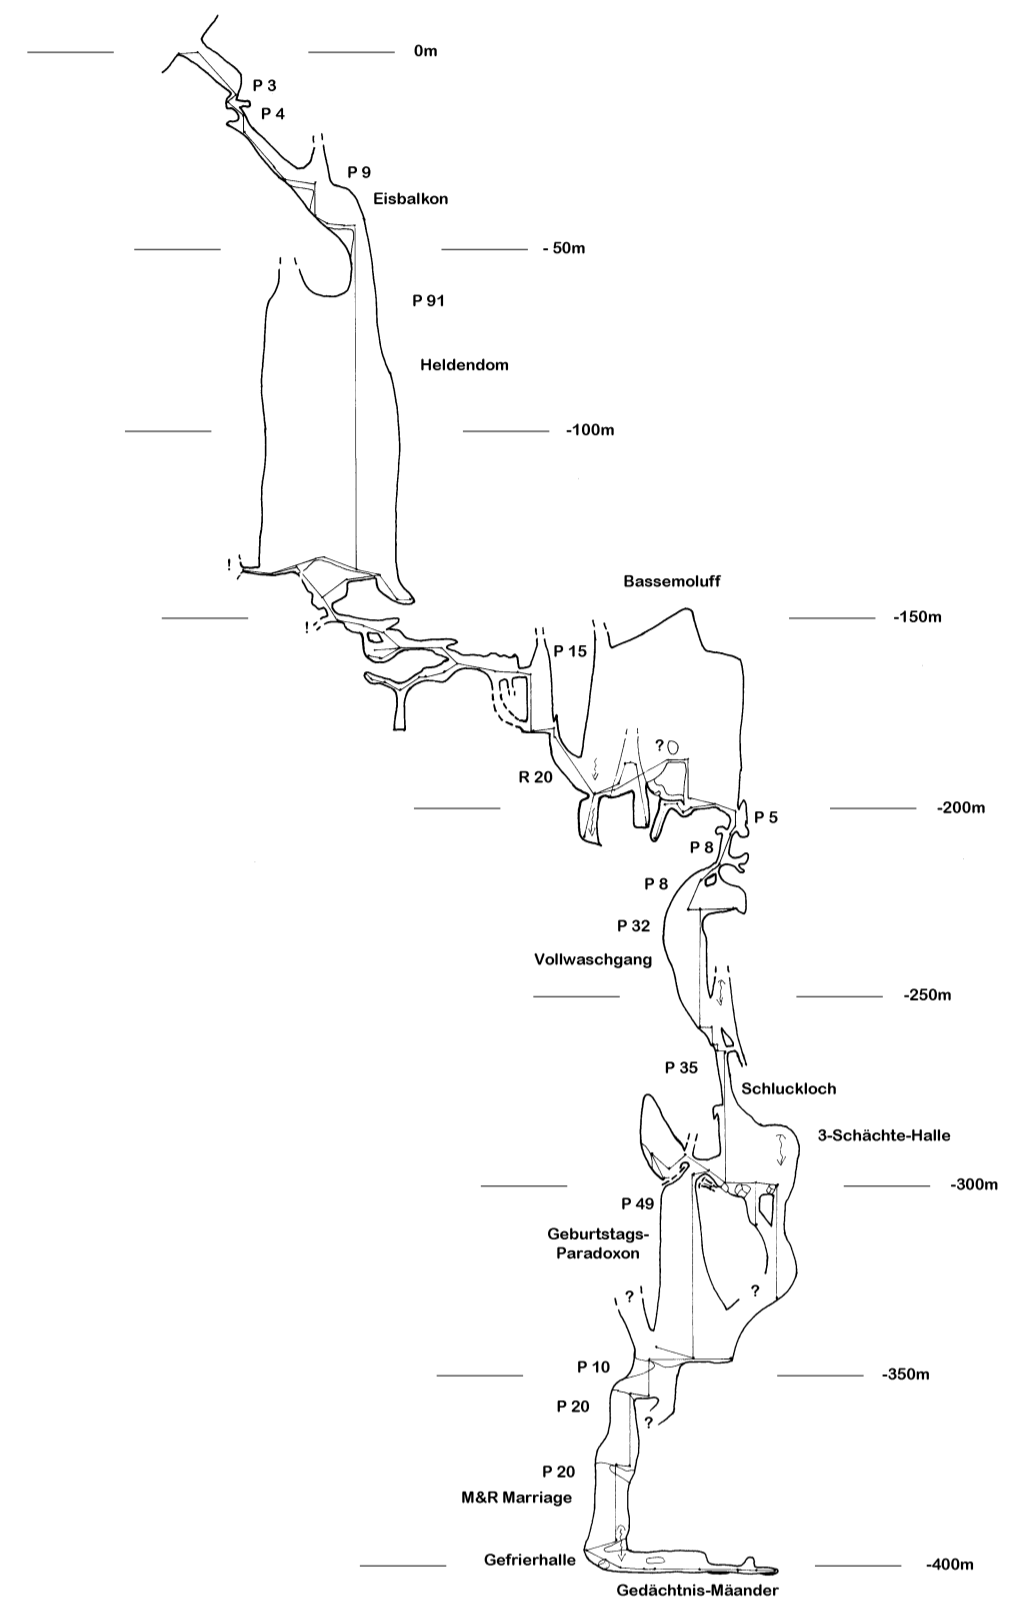 0m
P 3
P 4
P 9
Eisbalkon
- 50m
P 91
Heldendom
-100m
!
Bassemoluff
-150m
!
P 15
?
R 20
-200m
P 5
P 8
P 8
P 32
Vollwaschgang
-250m
P 35
Schluckloch
3-Schächte-Halle
-300m
P 49
Geburtstags-
Paradoxon
?
?
P 10
-350m
P 20
?
P 20
M&R Marriage
Gefrierhalle
-400m
Gedächtnis-Mäander